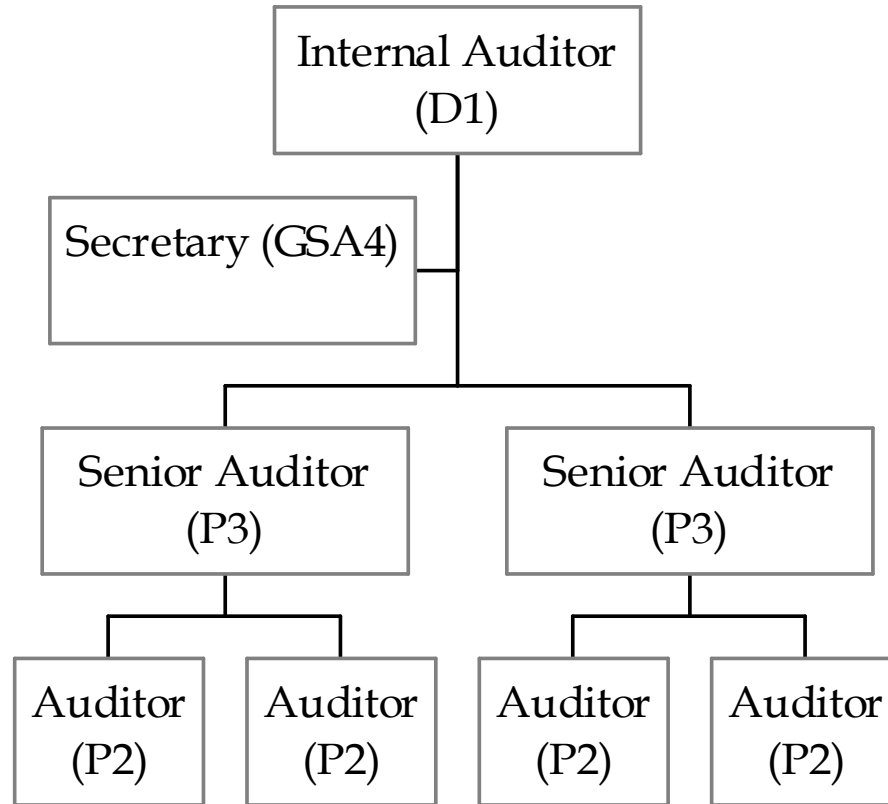 Internal Auditor
(D1)
Secretary (GSA4)
Senior Auditor
(P3)
Senior Auditor
(P3)
Auditor
(P2)
Auditor
(P2)
Auditor
(P2)
Auditor
(P2)